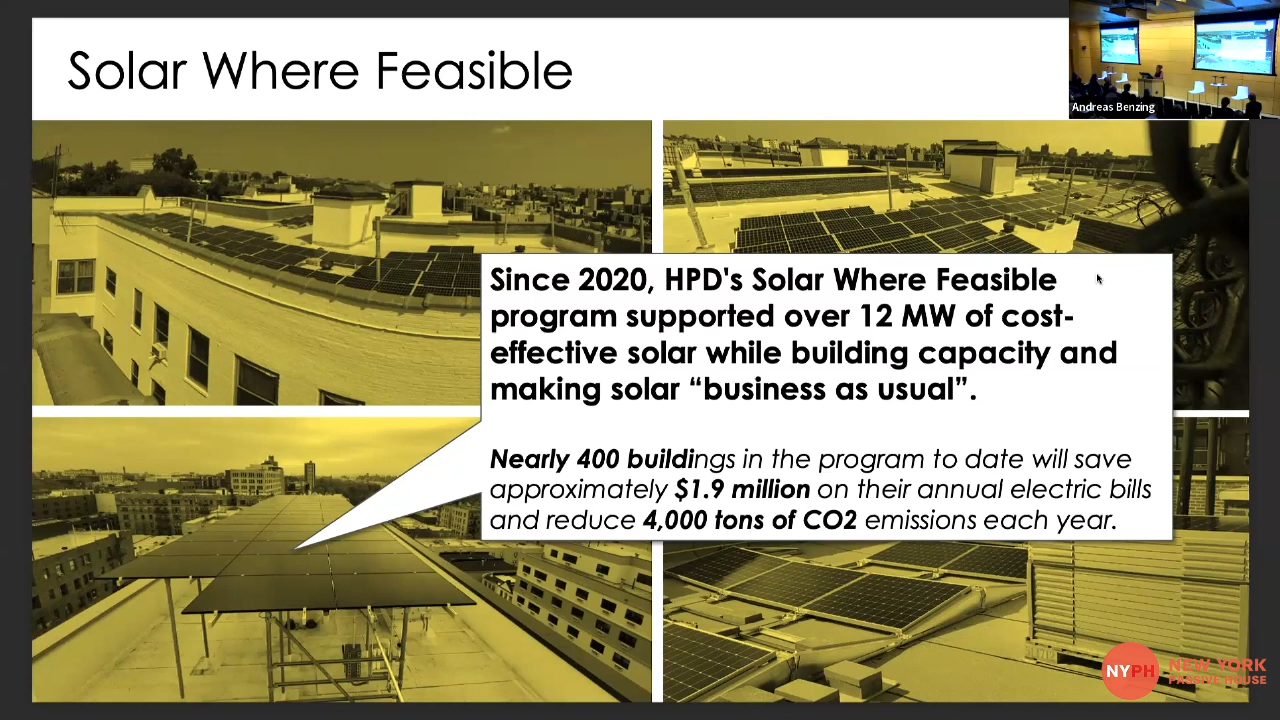 Solar Where Feasible
Andreas Benzing
Since 2020, HPD's Solar Where Feasible
program supported over 12 MW of cost-
effective solar while building capacity and
making solar “business as usual”.
Nearly 400 buildings in the program to date will save
approximately $1.9 million on their annual electric bills
and reduce 4,000 tons of CO2 emissions each year.
NYPH
NEW YORK
PASSIVE HOUSE